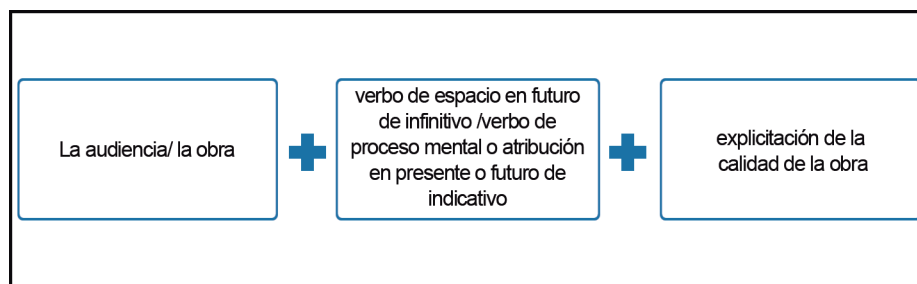 La audiencia/ la obra
verbo de espacio en futuro
de infinitivo /verbo de
proceso mental o atribución
en presente o futuro de
indicativo
explicitación de la
calidad de la obra